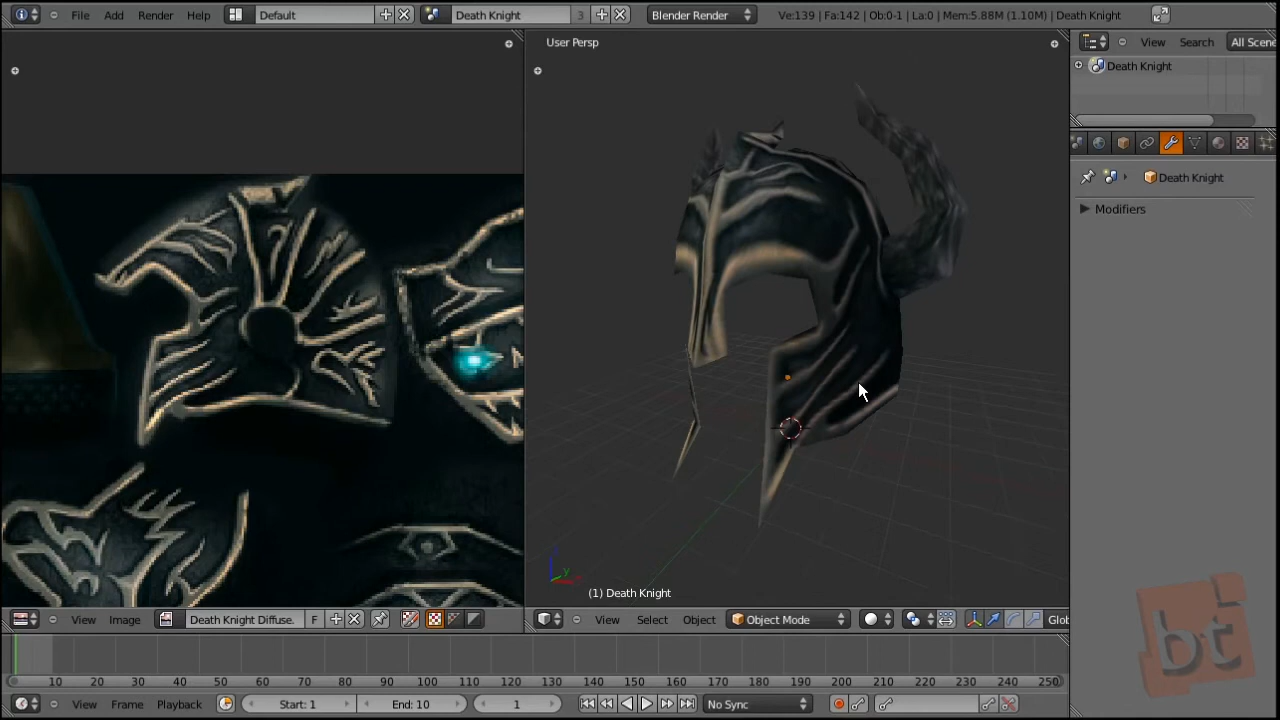 File Add Render Help Default Death Knight 3 Blender Render Ve:139 | Fa:142 | Ob:0-1 | La:0 | Mem:5.88M (1.10M) | Death Knight
User Persp
View Search All Scene
Death Knight
Death Knight
Modifiers
(1) Death Knight
View Image Death Knight Diffuse. F View Select Object Object Mode Glob
10 20 30 40 50 60 70 80 90 100 110 120 130 140 150 160 170 180 190 200 210 220 230 240 250
View Frame Playback Start: 1 End: 10 1 No Sync
bt